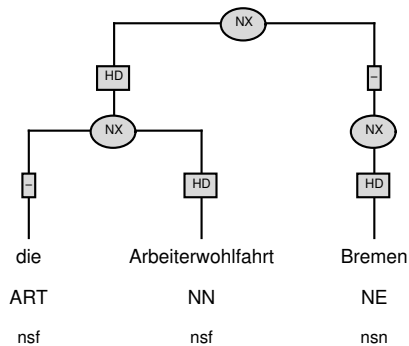 NX
HD –
NX NX
– HD HD
die Arbeiterwohlfahrt Bremen
ART NN NE
nsf nsf nsn